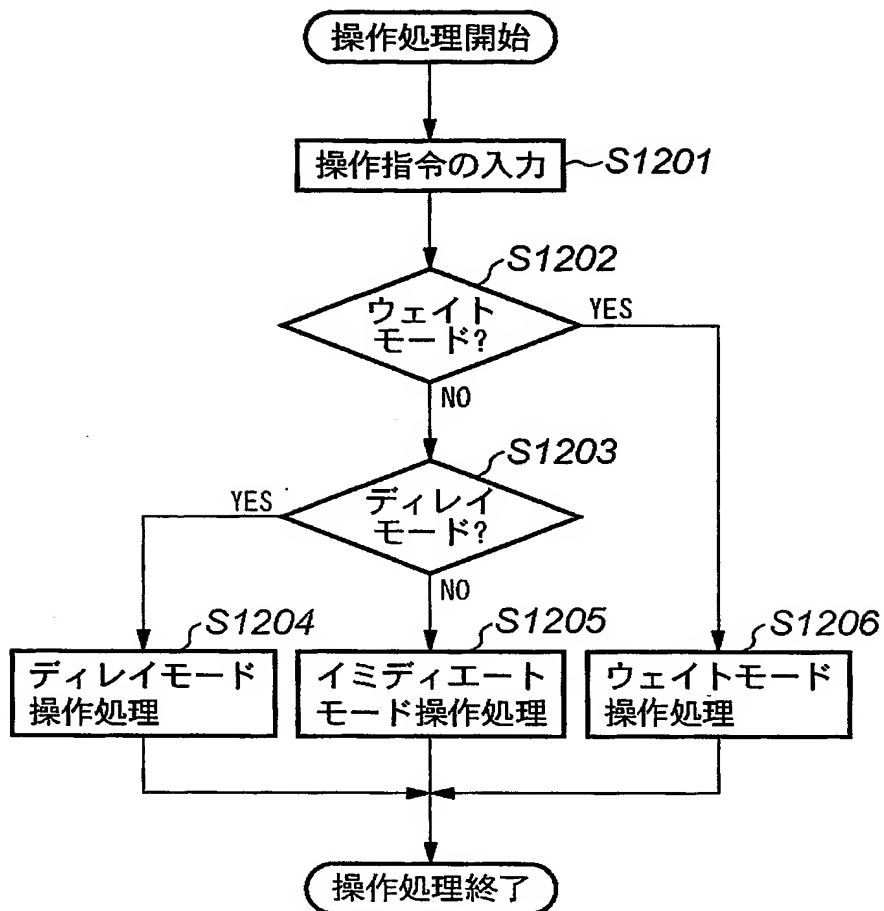 操作処理開始
操作指令の入力
S1201
S1202
ウェイト
モード?
YES
NO
S1203
ディレイ
モード?
YES
NO
S1204
ディレイモード
操作処理
S1205
イミディエート
モード操作処理
S1206
ウェイトモード
操作処理
操作処理終了